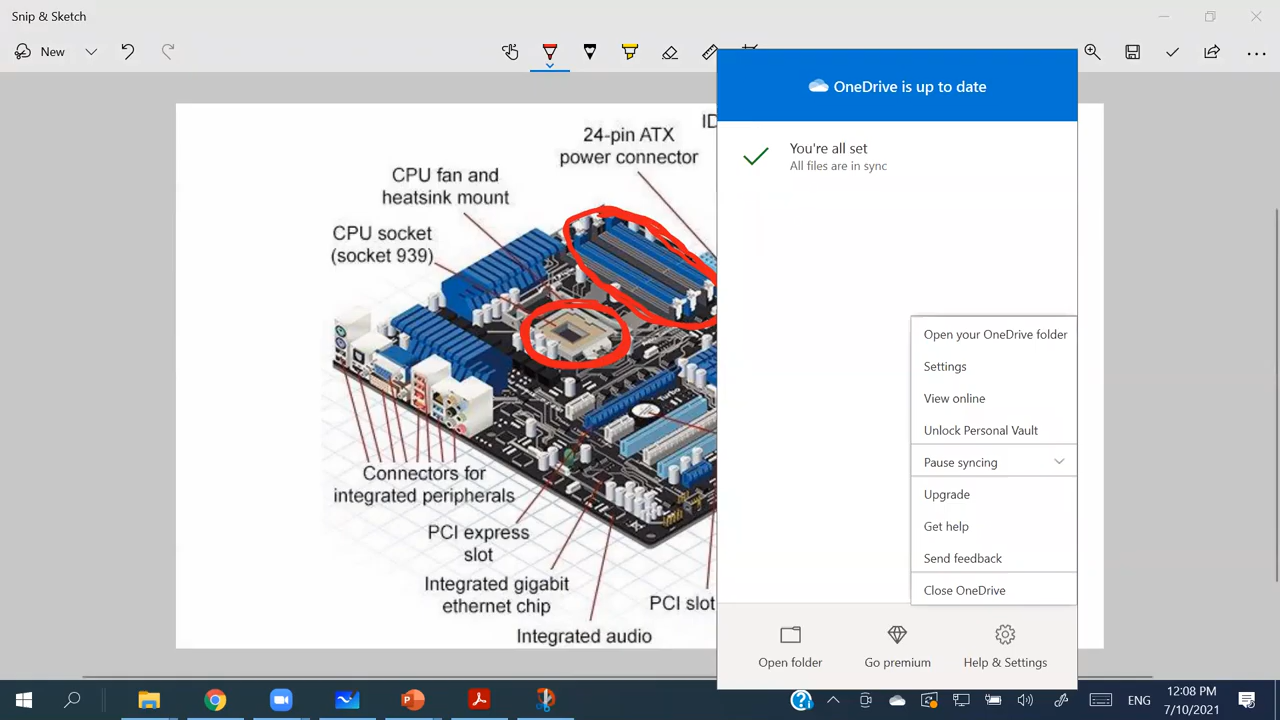 Snip & Sketch
New
OneDrive is up to date
You're all set
All files are in sync
24-pin ATX
power connector
ID
CPU fan and
heatsink mount
CPU socket
(socket 939)
Connectors for
integrated peripherals
PCI express
slot
Integrated gigabit
ethernet chip
PCI slot
Integrated audio
Open your OneDrive folder
Settings
View online
Unlock Personal Vault
Pause syncing
Upgrade
Get help
Send feedback
Close OneDrive
Open folder
Go premium
Help & Settings
ENG
12:08 PM
7/10/2021